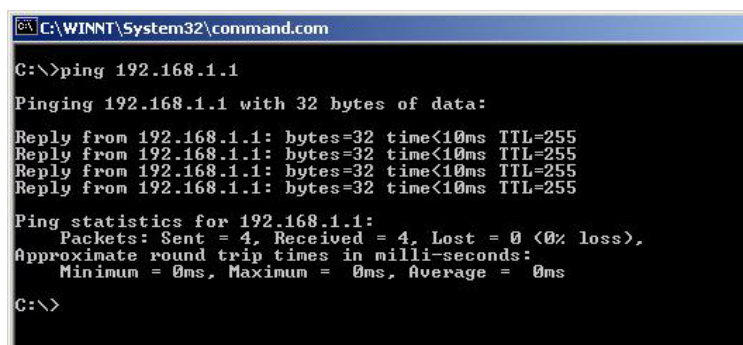 C:\WINNT\System32\command.com
C:\>ping 192.168.1.1
Pinging 192.168.1.1 with 32 bytes of data:
Reply from 192.168.1.1: bytes=32 time<10ms TTL=255
Reply from 192.168.1.1: bytes=32 time<10ms TTL=255
Reply from 192.168.1.1: bytes=32 time<10ms TTL=255
Reply from 192.168.1.1: bytes=32 time<10ms TTL=255
Ping statistics for 192.168.1.1:
    Packets: Sent = 4, Received = 4, Lost = 0 (0% loss),
Approximate round trip times in milli-seconds:
    Minimum = 0ms, Maximum =  0ms, Average =  0ms
C:\>